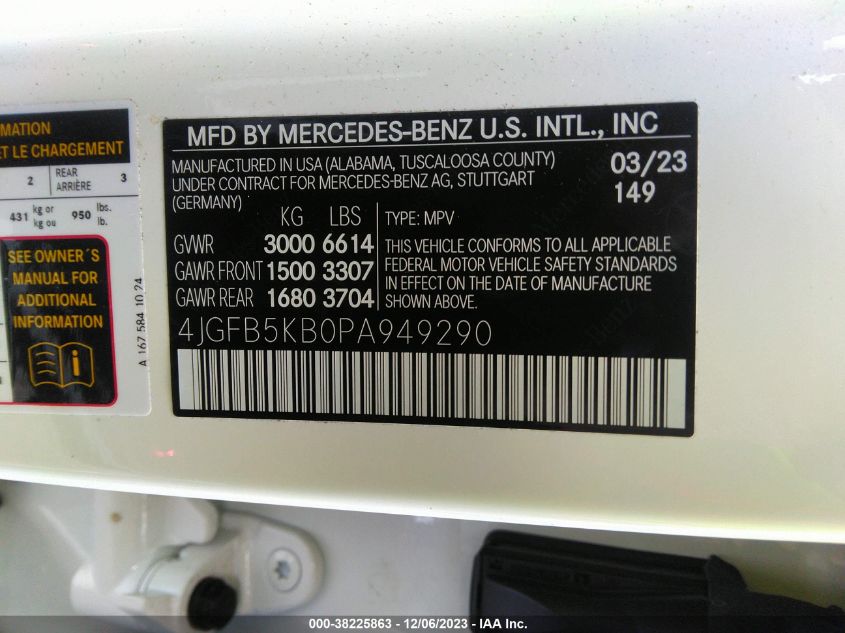 MATION
ET LE CHARGEMENT
2 REAR ARRIÈRE 3
431 kg or kg ou 950 lbs. lb.
SEE OWNER´S
MANUAL FOR
ADDITIONAL
INFORMATION
A 167 584 10 24
MFD BY MERCEDES-BENZ U.S. INTL., INC
MANUFACTURED IN USA (ALABAMA, TUSCALOOSA COUNTY)
UNDER CONTRACT FOR MERCEDES-BENZ AG, STUTTGART
(GERMANY)
03/23
149
KG LBS
GVWR 3000 6614
GAWR FRONT 1500 3307
GAWR REAR 1680 3704
TYPE: MPV
THIS VEHICLE CONFORMS TO ALL APPLICABLE
FEDERAL MOTOR VEHICLE SAFETY STANDARDS
IN EFFECT ON THE DATE OF MANUFACTURE
SHOWN ABOVE.
4JGFB5KB0PA949290
000-38225863 - 12/06/2023 - IAA Inc.